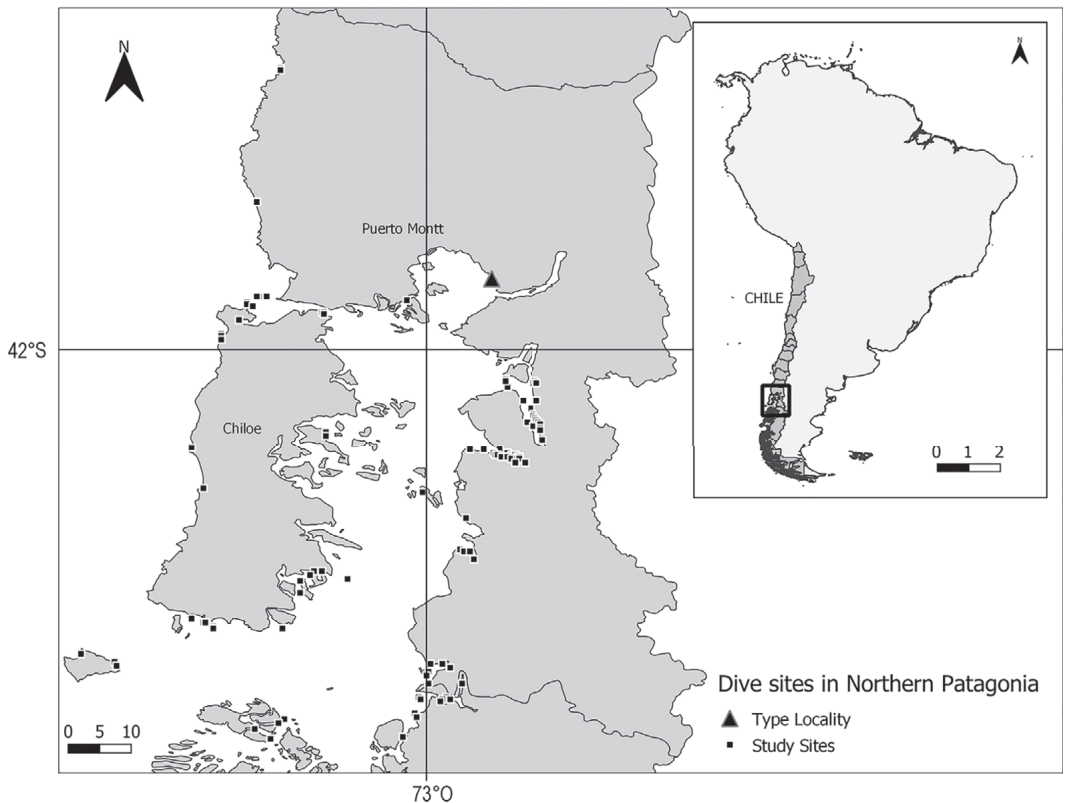 N
N
Puerto Montt
CHILE
42°S
Chiloe
0 1 2
Dive sites in Northern Patagonia
Type Locality
Study Sites
0 5 10
73°O